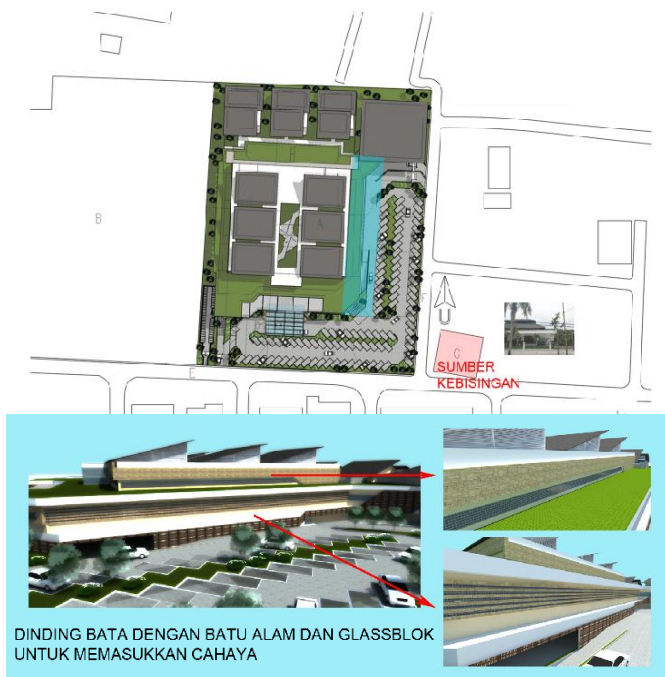 B
A
F
U
G
SUMBER
KEBISINGAN
E
DINDING BATA DENGAN BATU ALAM DAN GLASSBLOK
UNTUK MEMASUKKAN CAHAYA